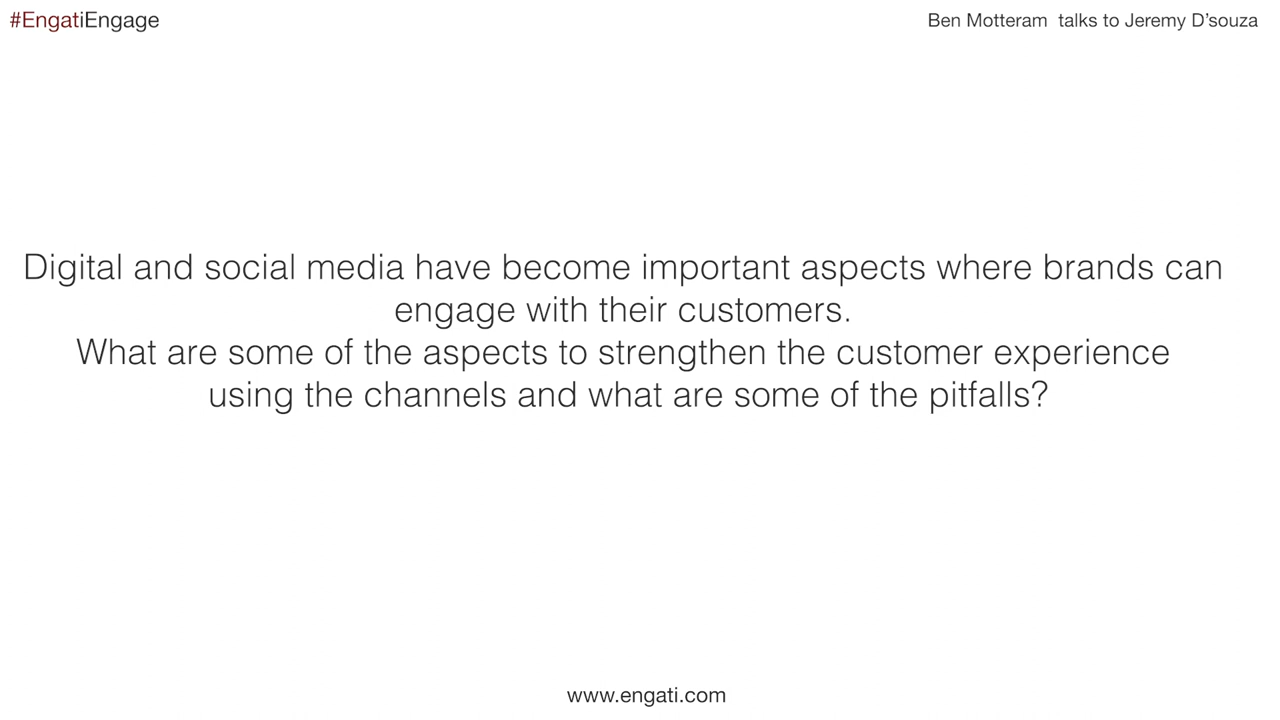 #EngatiEngage
Ben Motteram talks to Jeremy D'souza
Digital and social media have become important aspects where brands can
engage with their customers.
What are some of the aspects to strengthen the customer experience
using the channels and what are some of the pitfalls?
www.engati.com